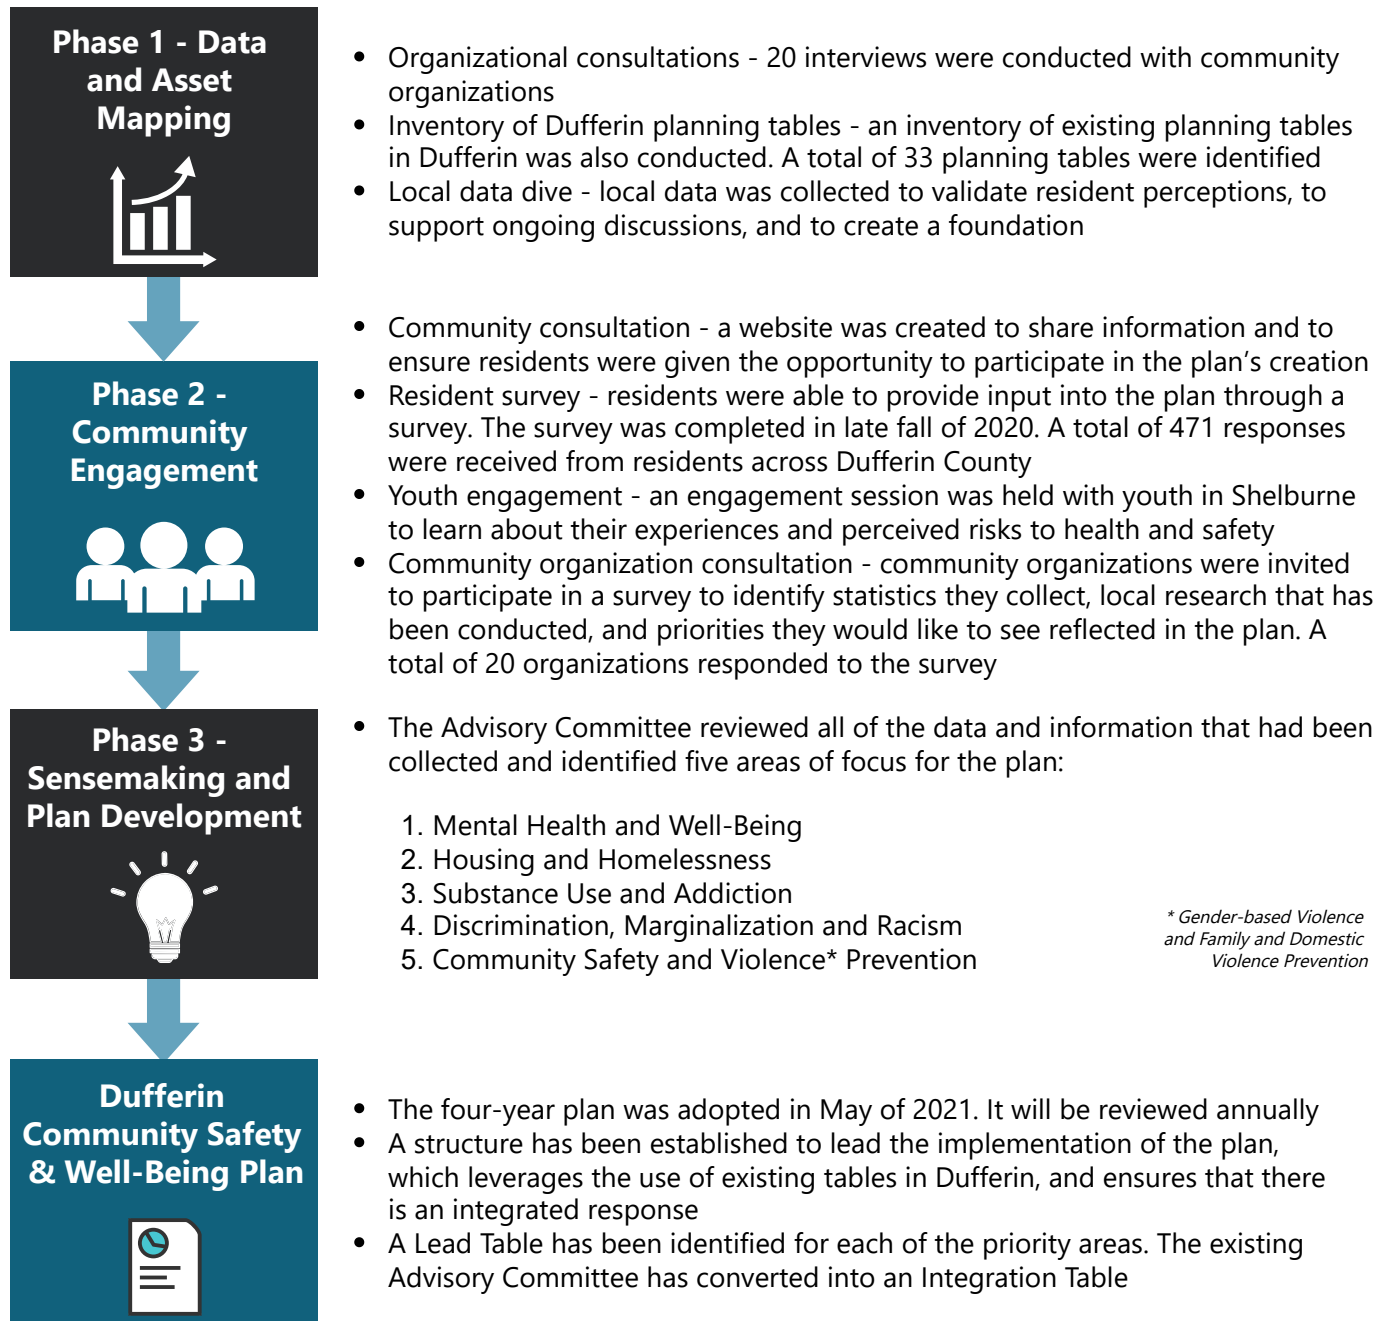 Phase 1 - Data
and Asset
Mapping
• Organizational consultations - 20 interviews were conducted with community
organizations
• Inventory of Dufferin planning tables - an inventory of existing planning tables
in Dufferin was also conducted. A total of 33 planning tables were identified
• Local data dive - local data was collected to validate resident perceptions, to
support ongoing discussions, and to create a foundation
Phase 2 -
Community
Engagement
• Community consultation - a website was created to share information and to
ensure residents were given the opportunity to participate in the plan’s creation
• Resident survey - residents were able to provide input into the plan through a
survey. The survey was completed in late fall of 2020. A total of 471 responses
were received from residents across Dufferin County
• Youth engagement - an engagement session was held with youth in Shelburne
to learn about their experiences and perceived risks to health and safety
• Community organization consultation - community organizations were invited
to participate in a survey to identify statistics they collect, local research that has
been conducted, and priorities they would like to see reflected in the plan. A
total of 20 organizations responded to the survey
Phase 3 -
Sensemaking and
Plan Development
• The Advisory Committee reviewed all of the data and information that had been
collected and identified five areas of focus for the plan:
1. Mental Health and Well-Being
2. Housing and Homelessness
3. Substance Use and Addiction
4. Discrimination, Marginalization and Racism
5. Community Safety and Violence* Prevention
* Gender-based Violence
and Family and Domestic
Violence Prevention
Dufferin
Community Safety
& Well-Being Plan
• The four-year plan was adopted in May of 2021. It will be reviewed annually
• A structure has been established to lead the implementation of the plan,
which leverages the use of existing tables in Dufferin, and ensures that there
is an integrated response
• A Lead Table has been identified for each of the priority areas. The existing
Advisory Committee has converted into an Integration Table